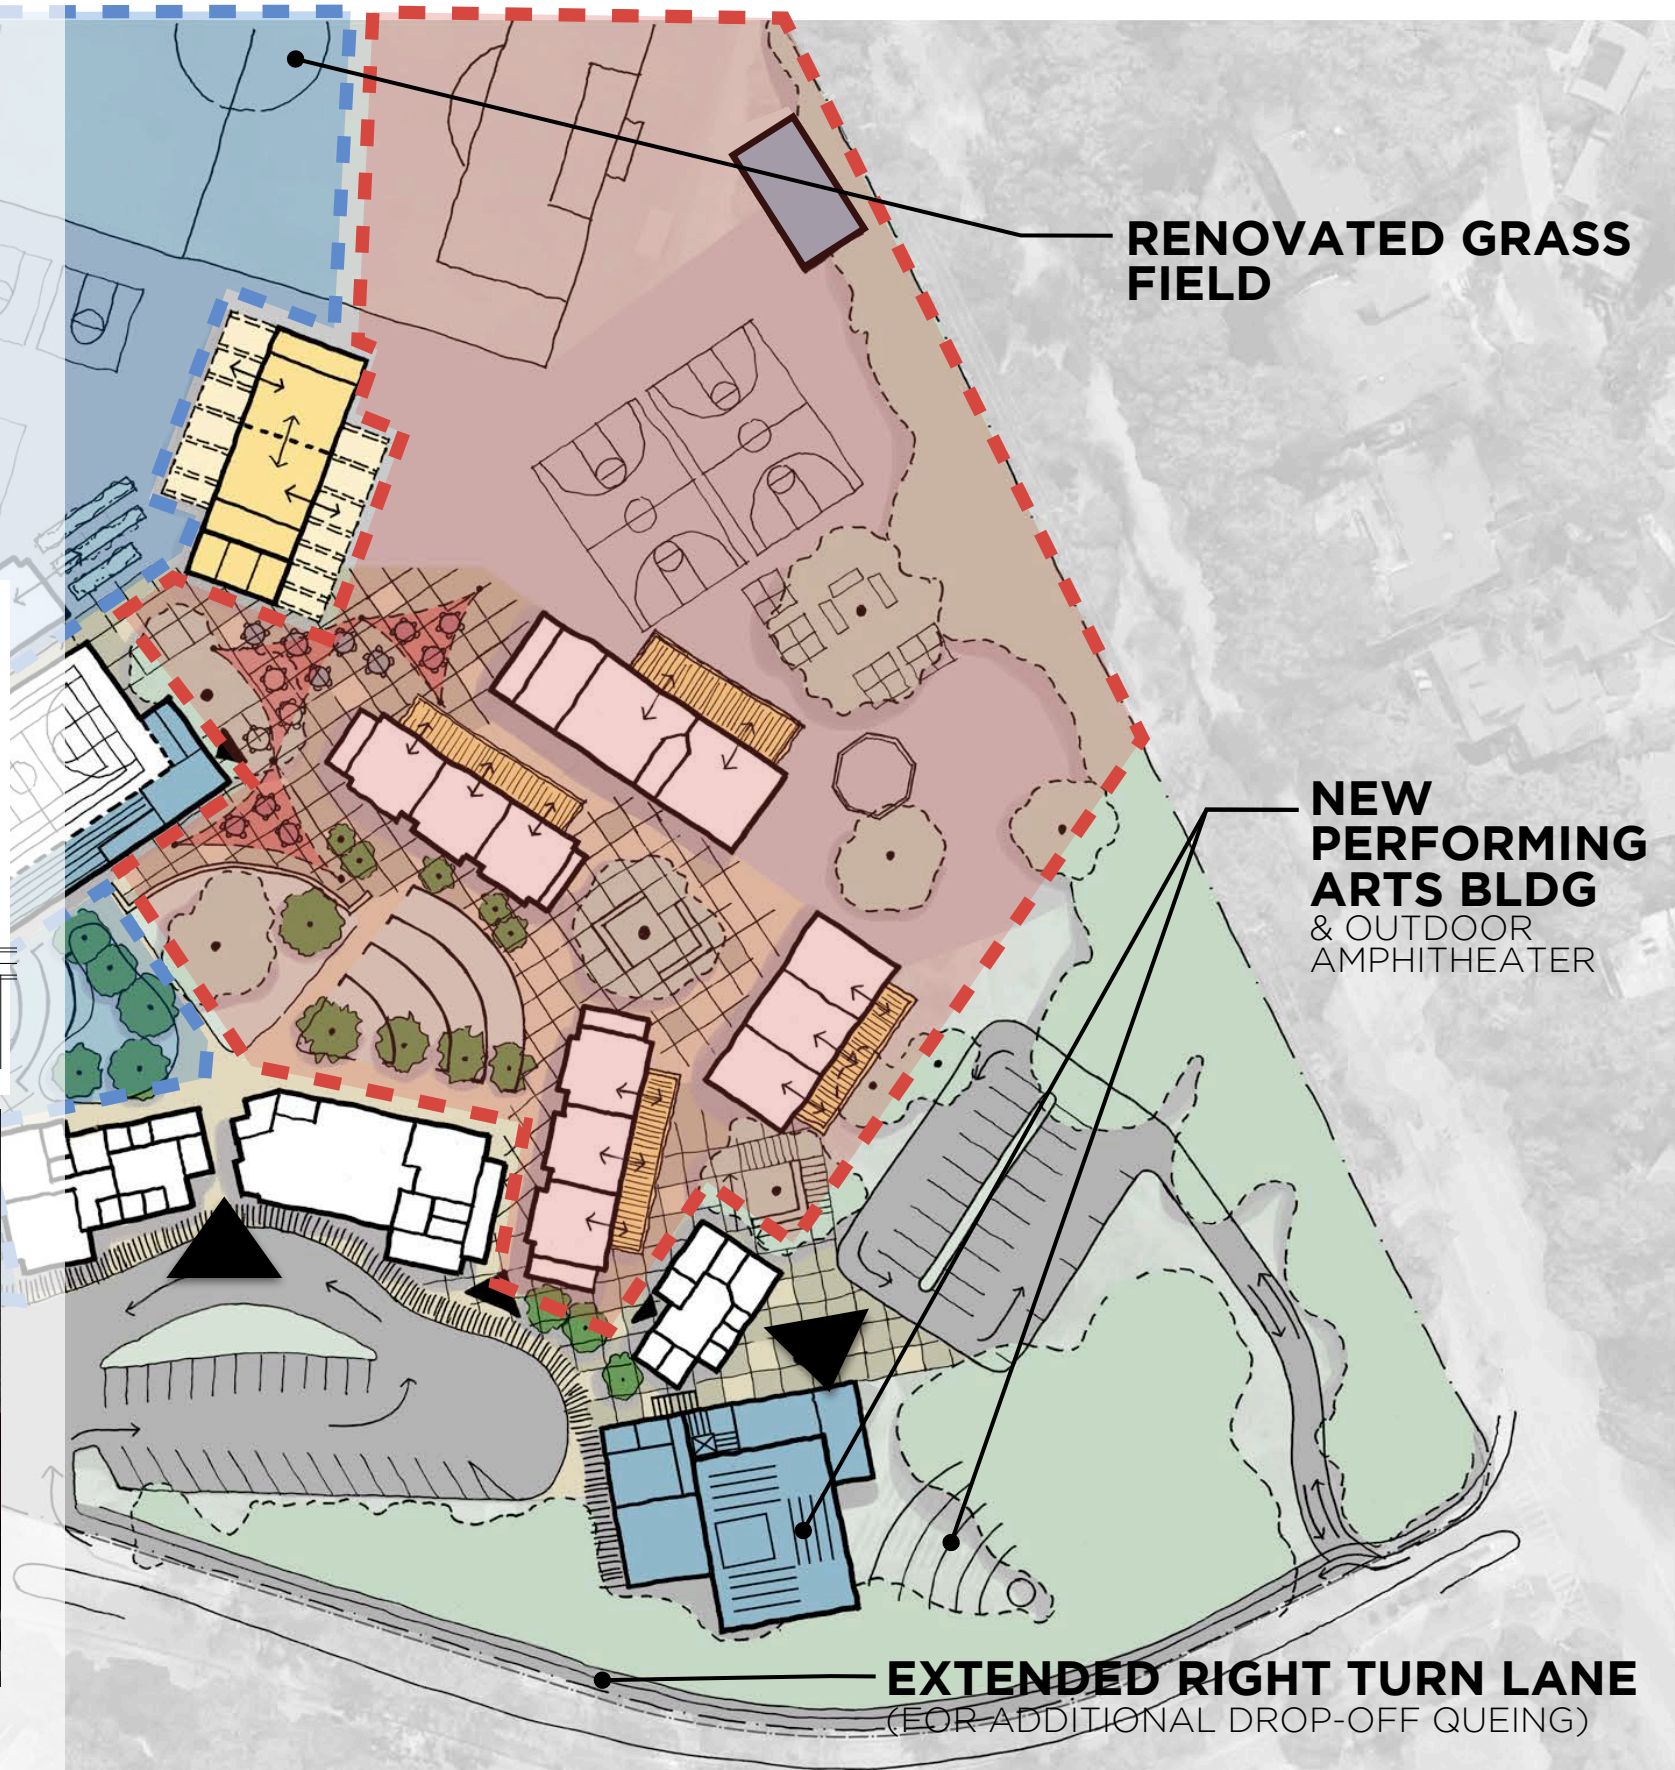 RENOVATED GRASS
FIELD
NEW
PERFORMING
ARTS BLDG
& OUTDOOR
AMPHITHEATER
EXTENDED RIGHT TURN LANE
(FOR ADDITIONAL DROP-OFF QUEING)